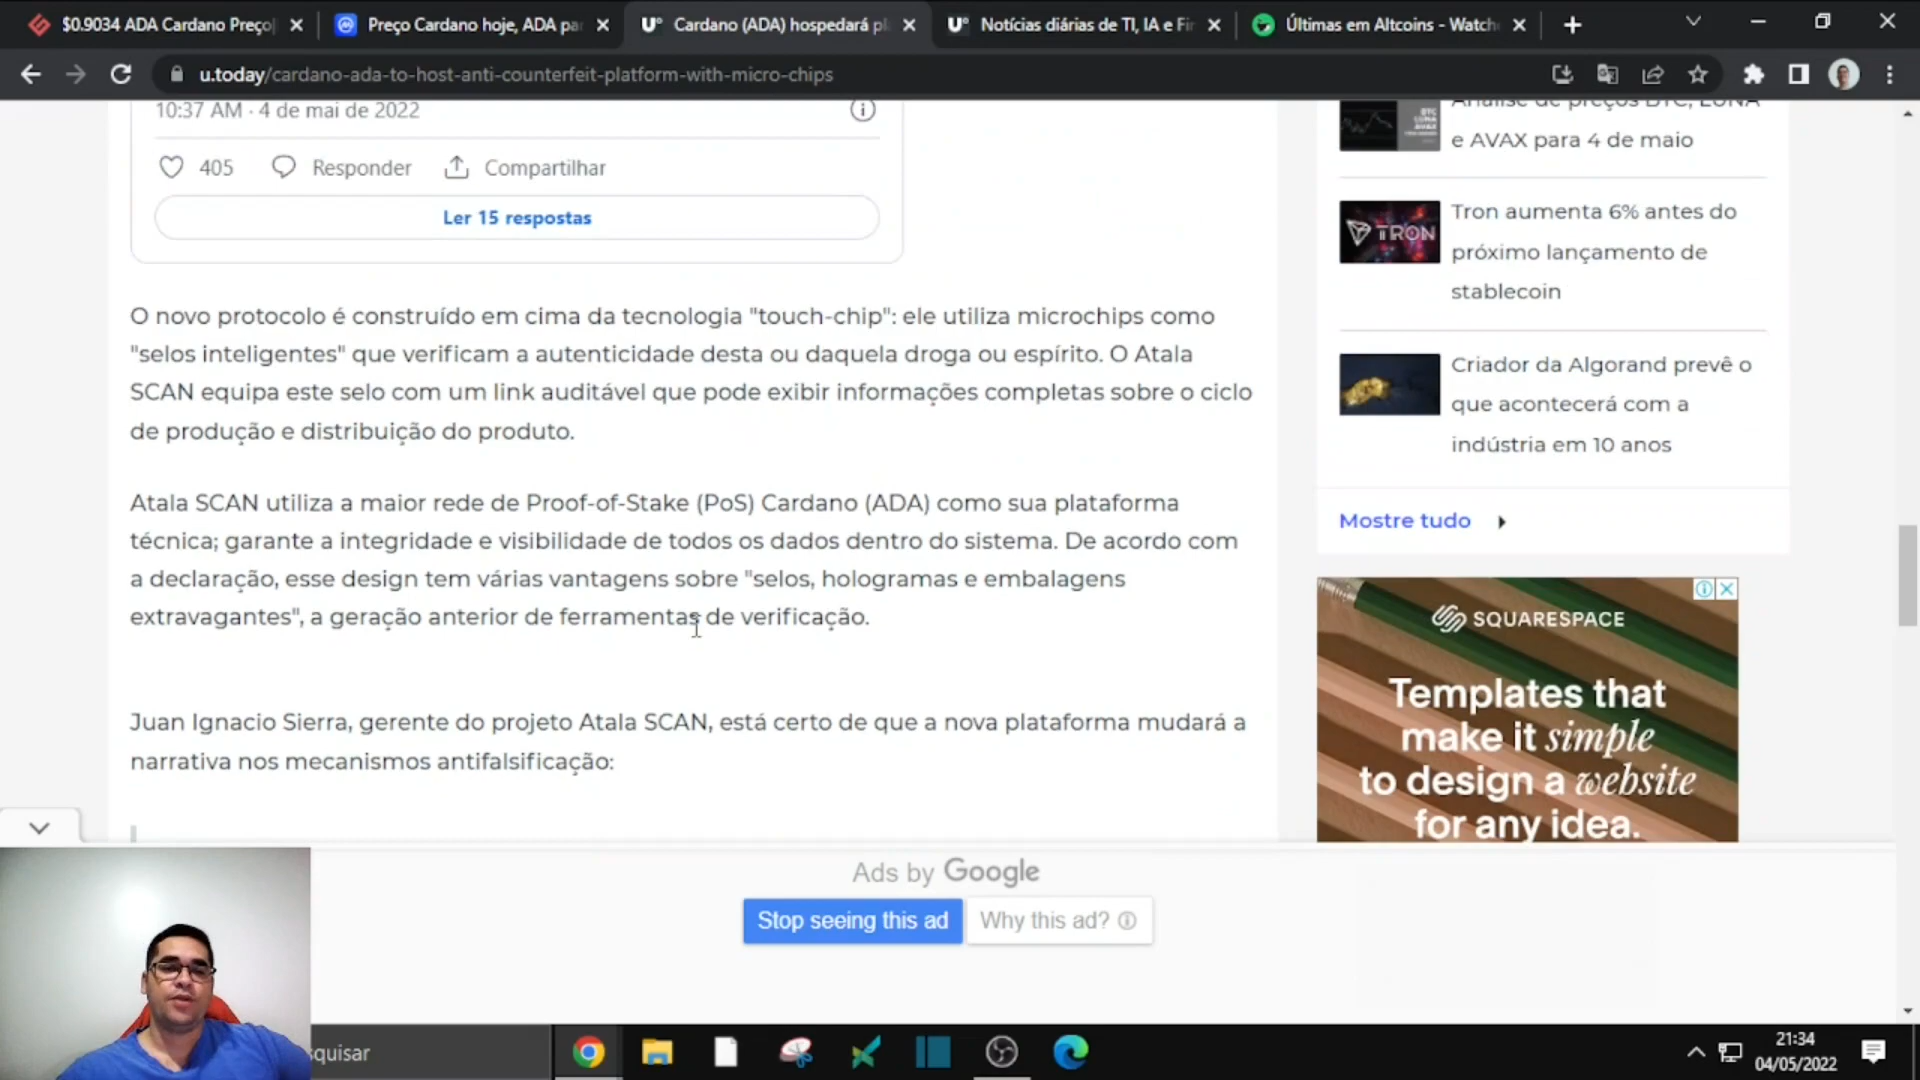 $0.9034 ADA Cardano Preço
Preço Cardano hoje, ADA pa
Cardano (ADA) hospedará pl
Notícias diárias de TI, IA e Fi
Últimas em Altcoins - Watch
u.today/cardano-ada-to-host-anti-counterfeit-platform-with-micro-chips
10:37 AM · 4 de mai de 2022
405 Responder Compartilhar
Ler 15 respostas
O novo protocolo é construído em cima da tecnologia "touch-chip": ele utiliza microchips como
"selos inteligentes" que verificam a autenticidade desta ou daquela droga ou espírito. O Atala
SCAN equipa este selo com um link auditável que pode exibir informações completas sobre o ciclo
de produção e distribuição do produto.
Atala SCAN utiliza a maior rede de Proof-of-Stake (PoS) Cardano (ADA) como sua plataforma
técnica; garante a integridade e visibilidade de todos os dados dentro do sistema. De acordo com
a declaração, esse design tem várias vantagens sobre "selos, hologramas e embalagens
extravagantes", a geração anterior de ferramentas de verificação.
Juan Ignacio Sierra, gerente do projeto Atala SCAN, está certo de que a nova plataforma mudará a
narrativa nos mecanismos antifalsificação:
Análise de preços BTC, LUNA
e AVAX para 4 de maio
BTC
LUNA
AVAX
TRON
Tron aumenta 6% antes do
próximo lançamento de
stablecoin
Criador da Algorand prevê o
que acontecerá com a
indústria em 10 anos
Mostre tudo
SQUARESPACE
Templates that
make it simple
to design a website
for any idea.
Ads by Google
Stop seeing this ad
Why this ad?
squisar
21:34
04/05/2022